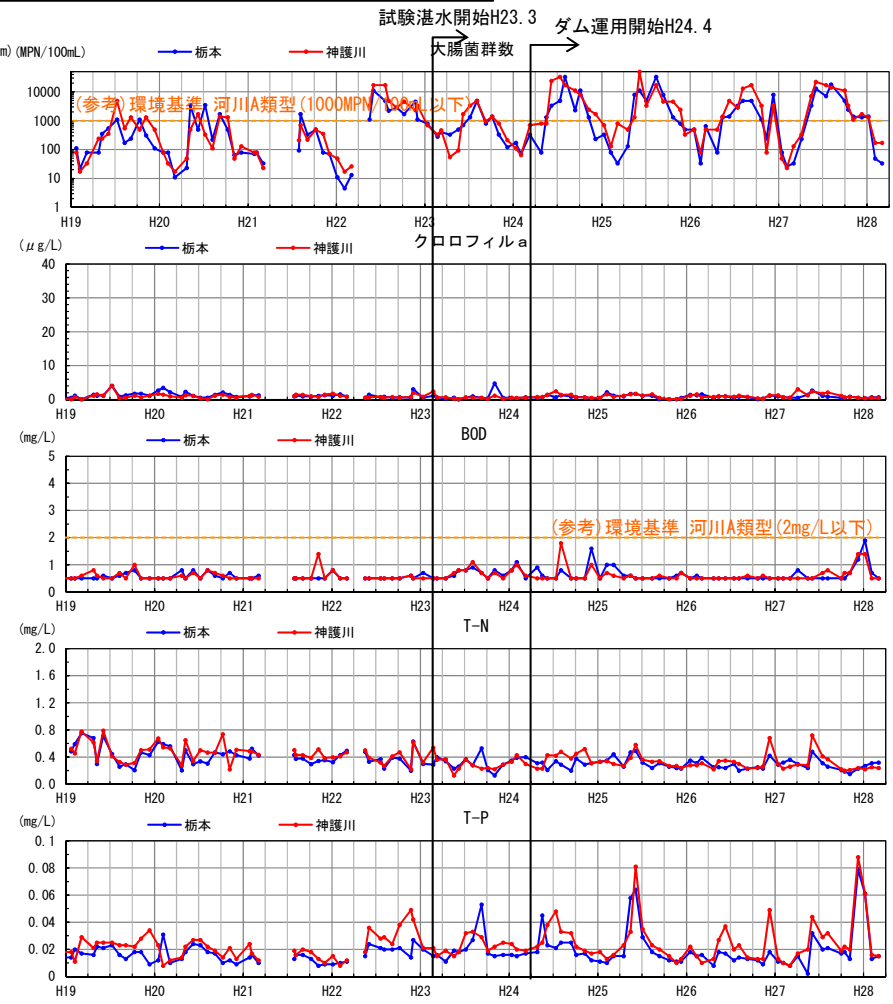 試験湛水開始H23.3
ダム運用開始H24.4
m)(MPN/100mL) 栃本 神護川 大腸菌群数
(参考)環境基準 河川A類型(1000MPN/100mL以下)
10000
1000
100
10
1
H19 H20 H21 H22 H23 H24 H25 H26 H27 H28
(μg/L) 栃本 神護川 クロロフィルa
40
30
20
10
0
H19 H20 H21 H22 H23 H24 H25 H26 H27 H28
(mg/L) 栃本 神護川 BOD
5
4
3
(参考)環境基準 河川A類型(2mg/L以下)
2
1
0
H19 H20 H21 H22 H23 H24 H25 H26 H27 H28
(mg/L) 栃本 神護川 T-N
2.0
1.6
1.2
0.8
0.4
0.0
H19 H20 H21 H22 H23 H24 H25 H26 H27 H28
(mg/L) 栃本 神護川 T-P
0.1
0.08
0.06
0.04
0.02
0
H19 H20 H21 H22 H23 H24 H25 H26 H27 H28